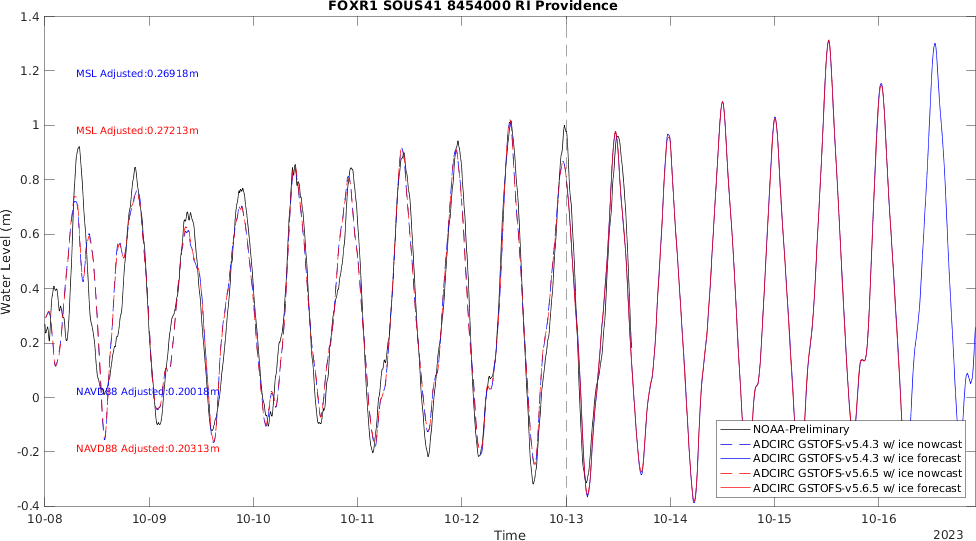 FOXR1 SOUS41 8454000 RI Providence
1.4
1.2
1
0.8
0.6
0.4
0.2
0
-0.2
-0.4
Water Level (m)
MSL Adjusted:0.26918m
MSL Adjusted:0.27213m
NAVD88 Adjusted:0.20018m
NAVD88 Adjusted:0.20313m
NOAA-Preliminary
ADCIRC GSTOFS-v5.4.3 w/ ice nowcast
ADCIRC GSTOFS-v5.4.3 w/ ice forecast
ADCIRC GSTOFS-v5.6.5 w/ ice nowcast
ADCIRC GSTOFS-v5.6.5 w/ ice forecast
10-08 10-09 10-10 10-11 10-12 10-13 10-14 10-15 10-16
Time
2023